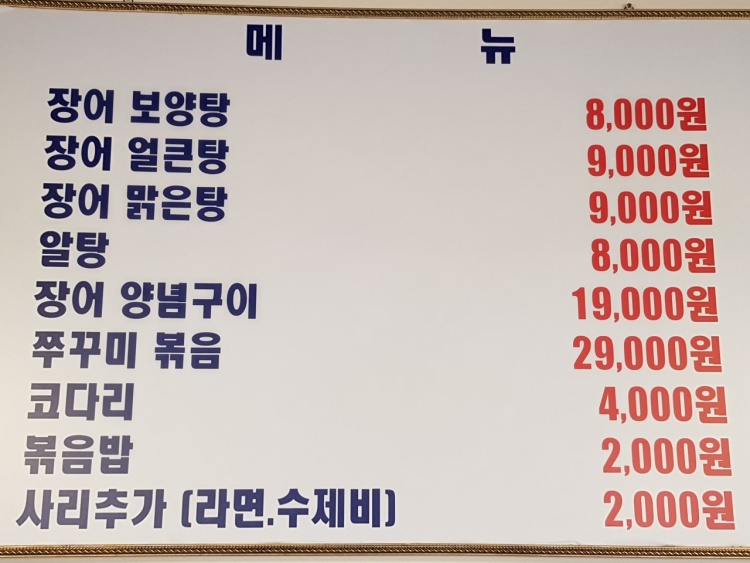 메 뉴
장어 보양탕 8,000원
장어 얼큰탕 9,000원
장어 맑은탕 9,000원
알탕 8,000원
장어 양념구이 19,000원
쭈꾸미 볶음 29,000원
코다리 4,000원
볶음밥 2,000원
사리추가 (라면.수제비) 2,000원